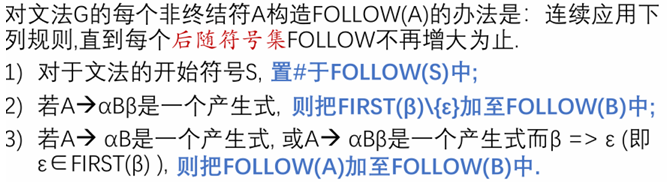 对文法G的每个非终结符A构造FOLLOW(A)的办法是：连续应用下
列规则,直到每个后随符号集FOLLOW不再增大为止.
1) 对于文法的开始符号S, 置#于FOLLOW(S)中;
2) 若A→αBβ是一个产生式, 则把FIRST(β)\{ε}加至FOLLOW(B)中;
3) 若A→ αB是一个产生式, 或A→ αBβ是一个产生式而β => ε (即
ε∈FIRST(β) ), 则把FOLLOW(A)加至FOLLOW(B)中.